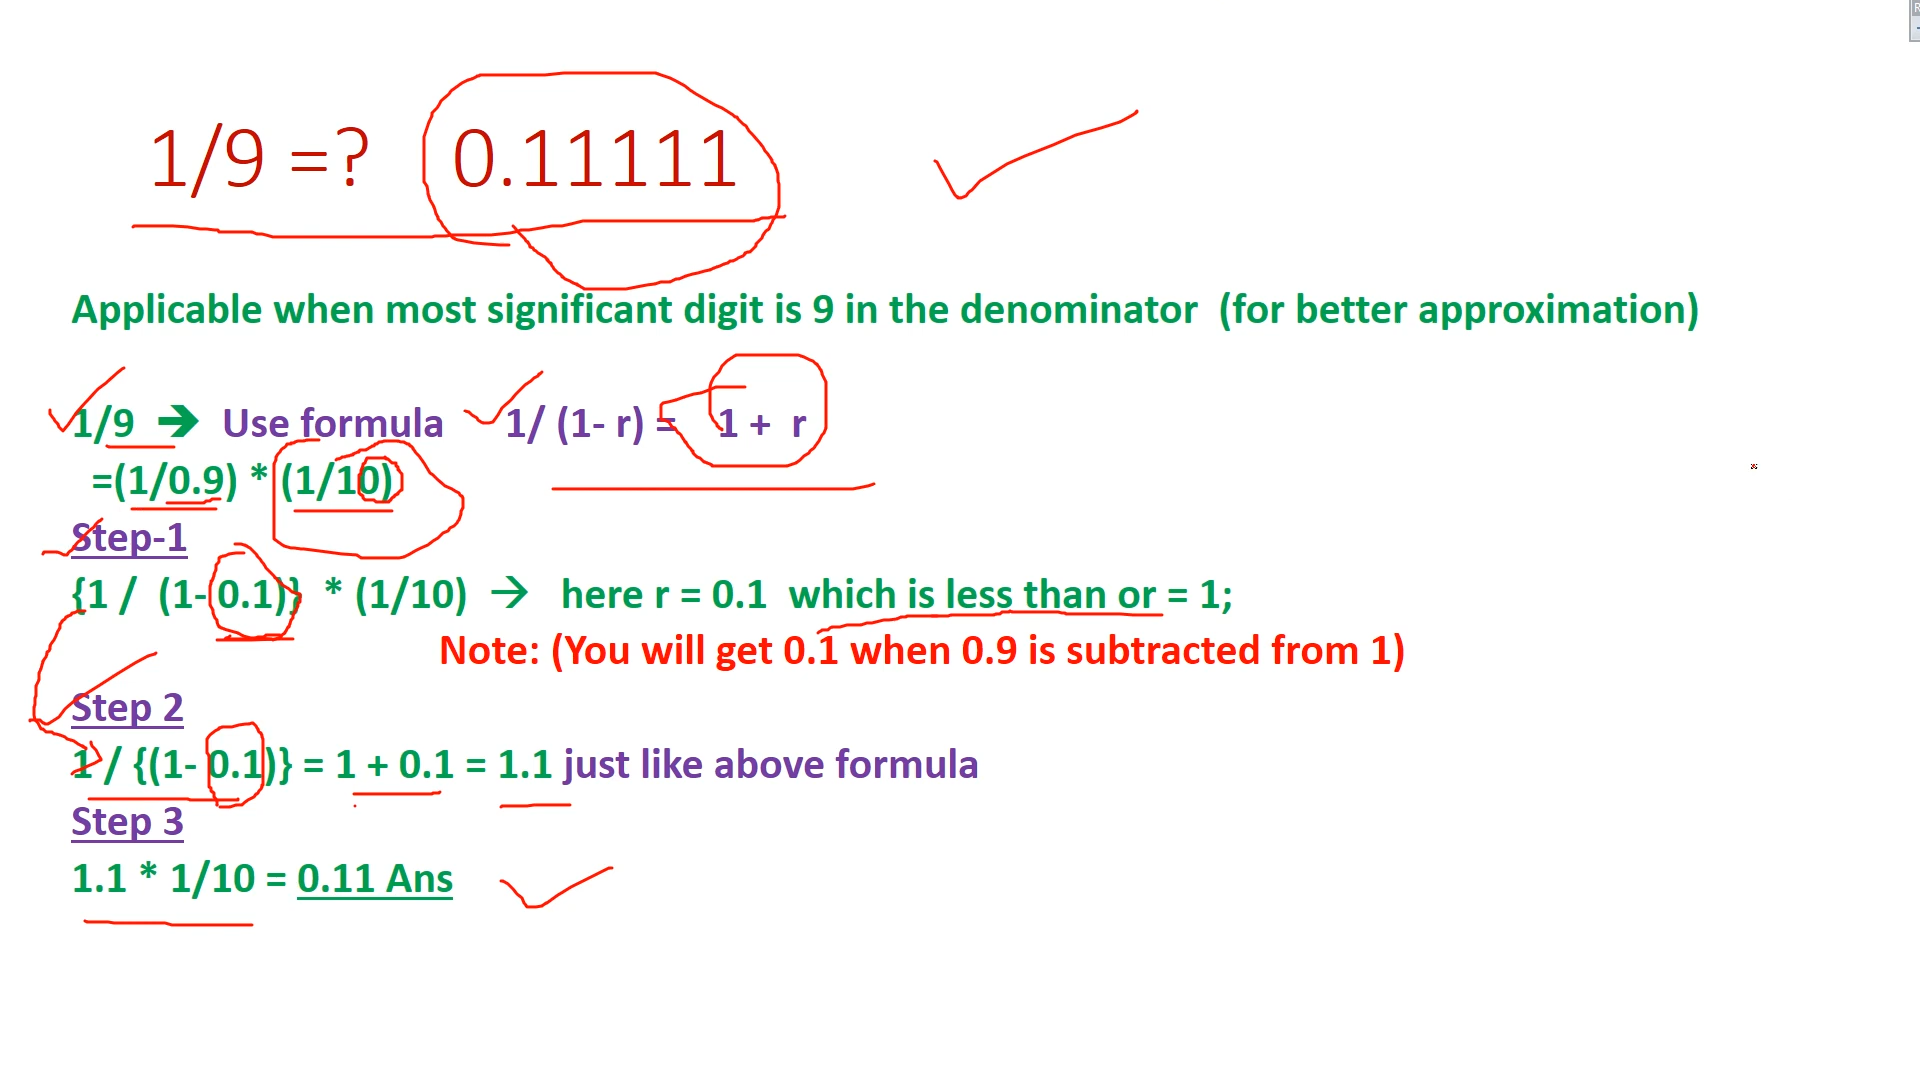 1/9 =? 0.11111
Applicable when most significant digit is 9 in the denominator (for better approximation)
1/9 ➔ Use formula 1/ (1- r) = 1 + r
=(1/0.9) * (1/10)
Step-1
{1 / (1- 0.1)} * (1/10) → here r = 0.1 which is less than or = 1;
Note: (You will get 0.1 when 0.9 is subtracted from 1)
Step 2
1 / {(1- 0.1)} = 1 + 0.1 = 1.1 just like above formula
Step 3
1.1 * 1/10 = 0.11 Ans